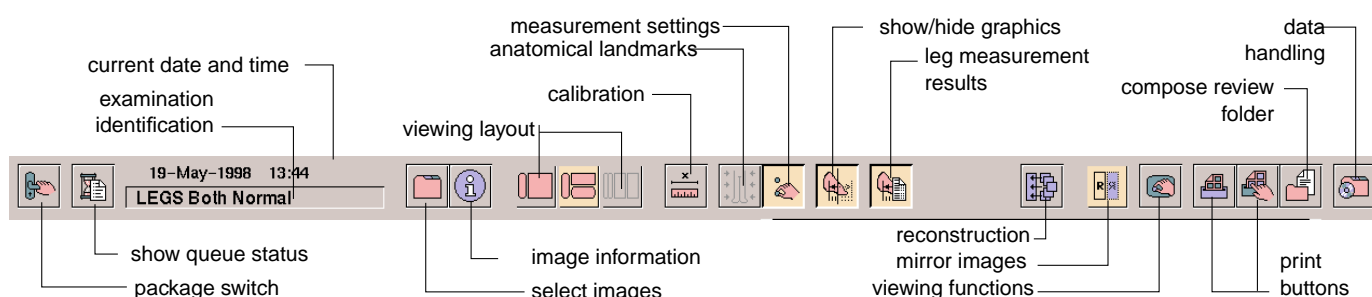 measurement settings
anatomical landmarks
show/hide graphics
leg measurement
results
data
handling
current date and time
examination
identification
calibration
compose review
folder
viewing layout
19-May-1998 13:44
LEGS Both Normal
show queue status
package switch
image information
select images
reconstruction
mirror images
viewing functions
print
buttons